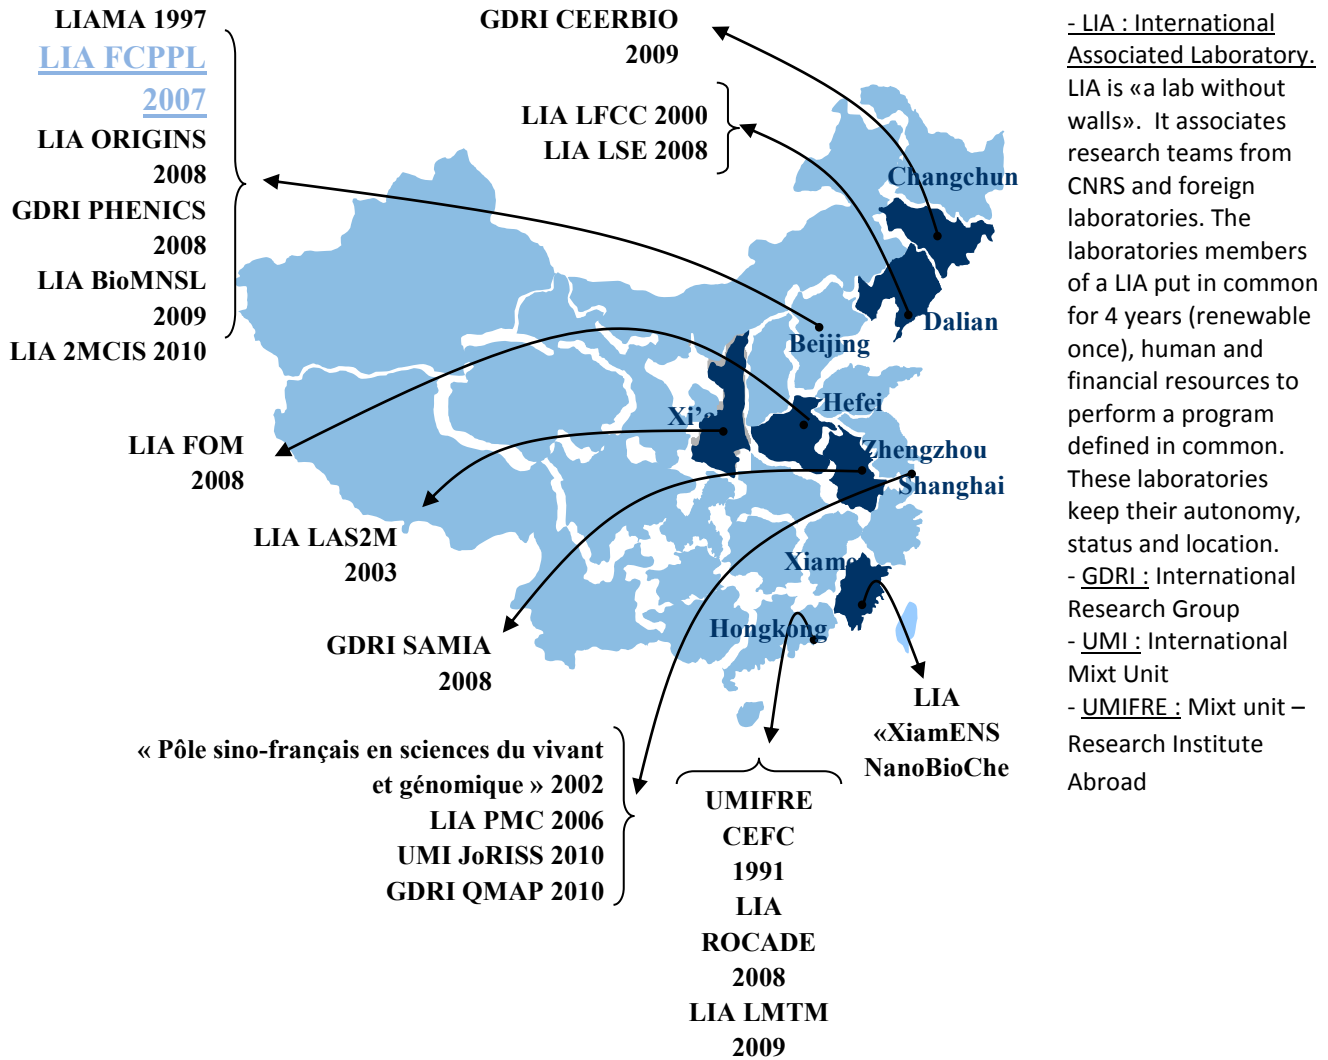 LIAMA 1997
LIA FCPPL
2007
LIA ORIGINS
2008
GDRI PHENICS
2008
LIA BioMNSL
2009
LIA 2MCIS 2010
GDRI CEERBIO
2009
LIA LFCC 2000
LIA LSE 2008
Changchun
Dalian
Beijing
Hefei
Xi’a
Zhengzhou
Shanghai
Xiame
Hongkong
LIA FOM
2008
LIA LAS2M
2003
GDRI SAMIA
2008
« Pôle sino-français en sciences du vivant
et génomique » 2002
LIA PMC 2006
UMI JoRISS 2010
GDRI QMAP 2010
UMIFRE
CEFC
1991
LIA
ROCADE
2008
LIA LMTM
2009
LIA
«XiamENS
NanoBioChe
- LIA : International
Associated Laboratory.
LIA is «a lab without
walls».  It associates
research teams from
CNRS and foreign
laboratories. The
laboratories members
of a LIA put in common
for 4 years (renewable
once), human and
financial resources to
perform a program
defined in common.
These laboratories
keep their autonomy,
status and location.
- GDRI : International
Research Group
- UMI : International
Mixt Unit
- UMIFRE : Mixt unit –
Research Institute
Abroad